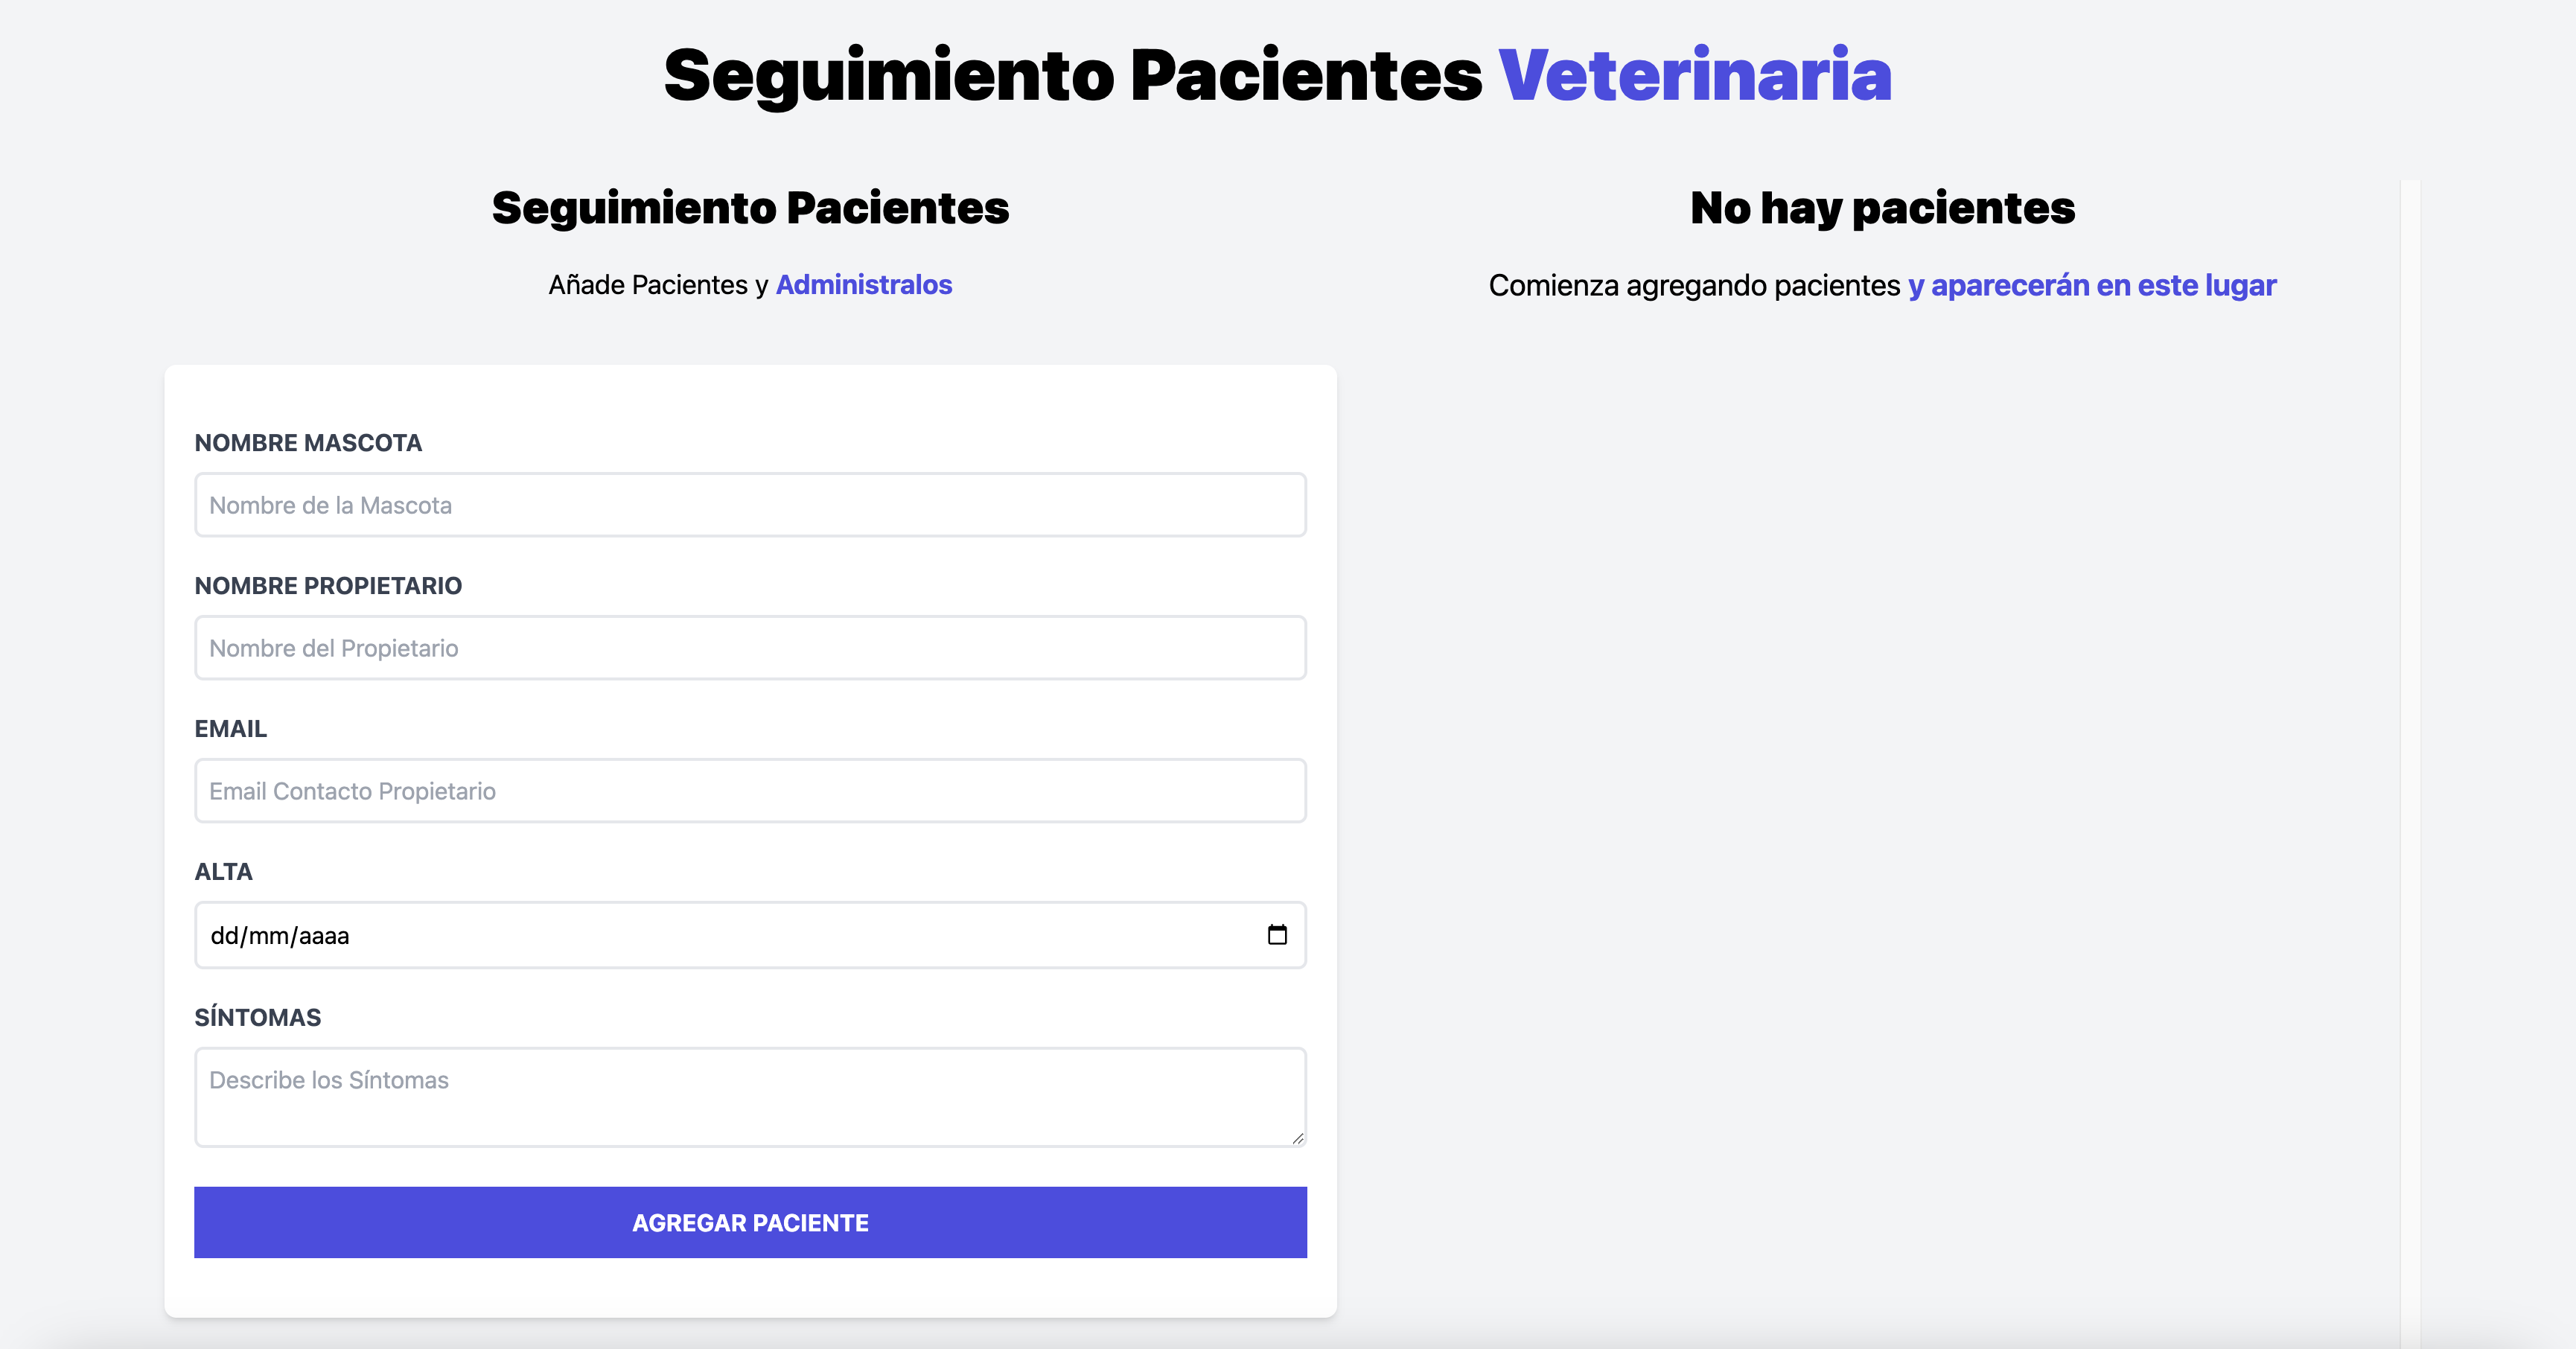 Seguimiento Pacientes Veterinaria
Seguimiento Pacientes
Añade Pacientes y Administralos
NOMBRE MASCOTA
Nombre de la Mascota
NOMBRE PROPIETARIO
Nombre del Propietario
EMAIL
Email Contacto Propietario
ALTA
dd/mm/aaaa
SÍNTOMAS
Describe los Síntomas
AGREGAR PACIENTE
No hay pacientes
Comienza agregando pacientes y aparecerán en este lugar